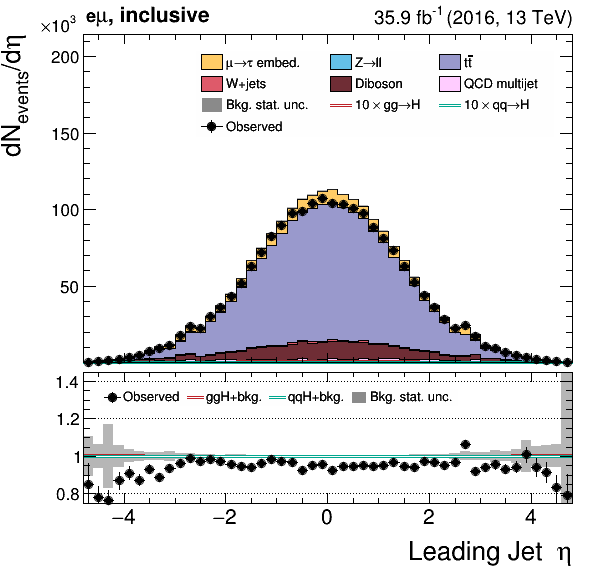 ×10³ eμ, inclusive 35.9 fb⁻¹ (2016, 13 TeV)
dN_events/dη
200
150
100
50
μ→τ embed. Z→ll tt̄
W+jets Diboson QCD multijet
Bkg. stat. unc. 10 × gg→H 10 × qq→H
Observed
1.4
1.2
1
0.8
Observed ggH+bkg. qqH+bkg. Bkg. stat. unc.
−4 −2 0 2 4
Leading Jet η